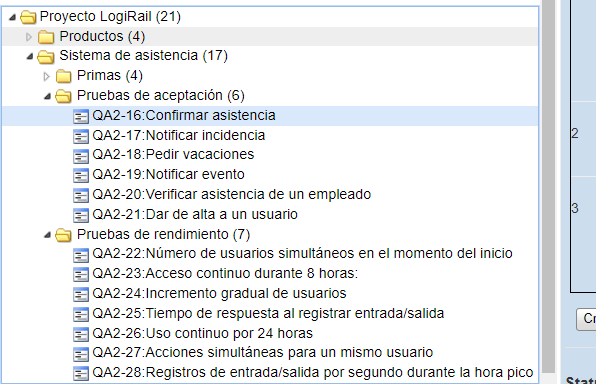 Proyecto LogiRail (21)
Productos (4)
Sistema de asistencia (17)
Primas (4)
Pruebas de aceptación (6)
QA2-16:Confirmar asistencia
QA2-17:Notificar incidencia
QA2-18:Pedir vacaciones
QA2-19:Notificar evento
QA2-20:Verificar asistencia de un empleado
QA2-21:Dar de alta a un usuario
Pruebas de rendimiento (7)
QA2-22:Número de usuarios simultáneos en el momento del inicio
QA2-23:Acceso continuo durante 8 horas:
QA2-24:Incremento gradual de usuarios
QA2-25:Tiempo de respuesta al registrar entrada/salida
QA2-26:Uso continuo por 24 horas
QA2-27:Acciones simultáneas para un mismo usuario
QA2-28:Registros de entrada/salida por segundo durante la hora pico
2
3
Cr